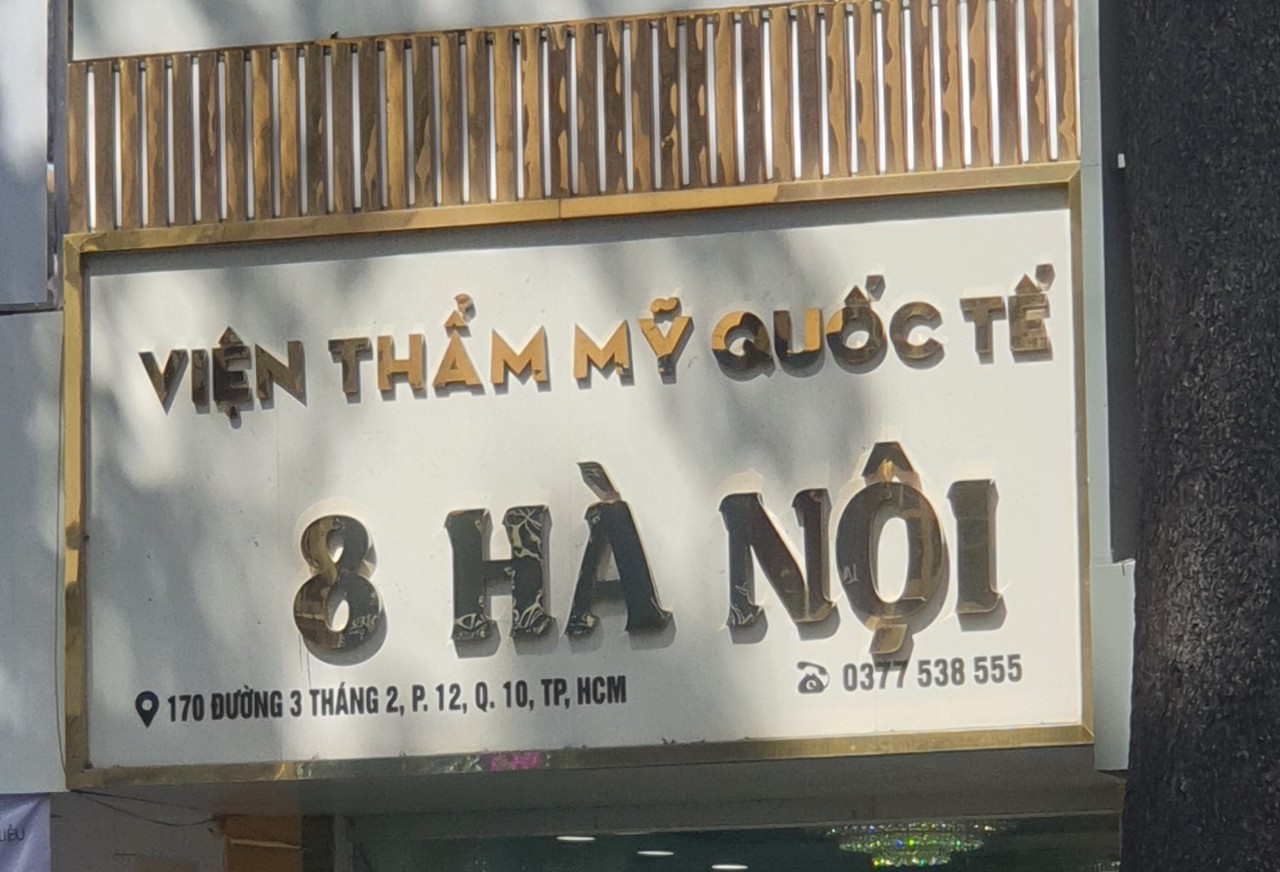 VIỆN THẨM MỸ QUỐC TẾ
8 HÀ NỘI
170 ĐƯỜNG 3 THÁNG 2, P. 12, Q. 10, TP, HCM
0377 538 555